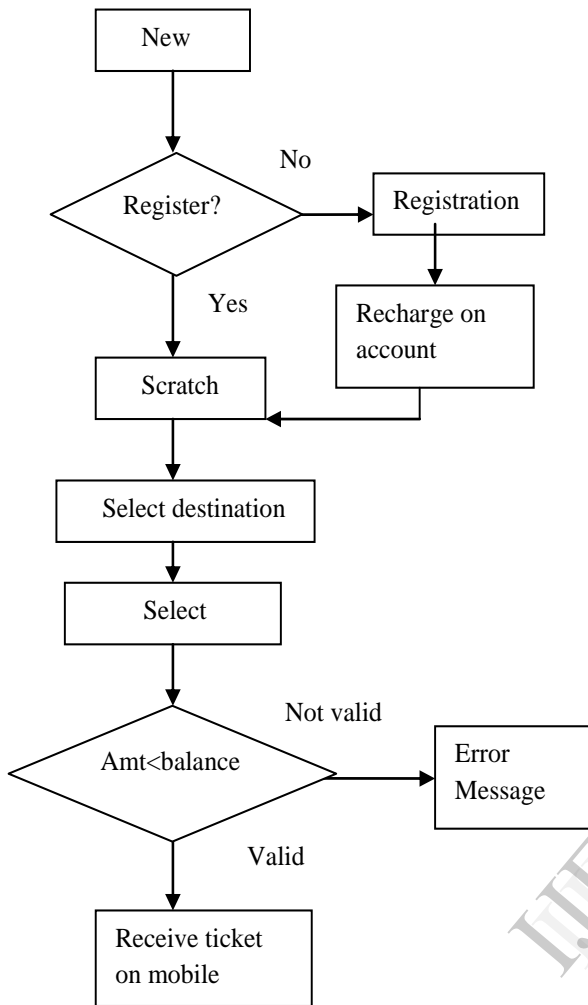 New
No
Register?
Registration
Yes
Recharge on
account
Scratch
Select destination
Select
Not valid
Amt<balance
Error
Message
Valid
Receive ticket
on mobile